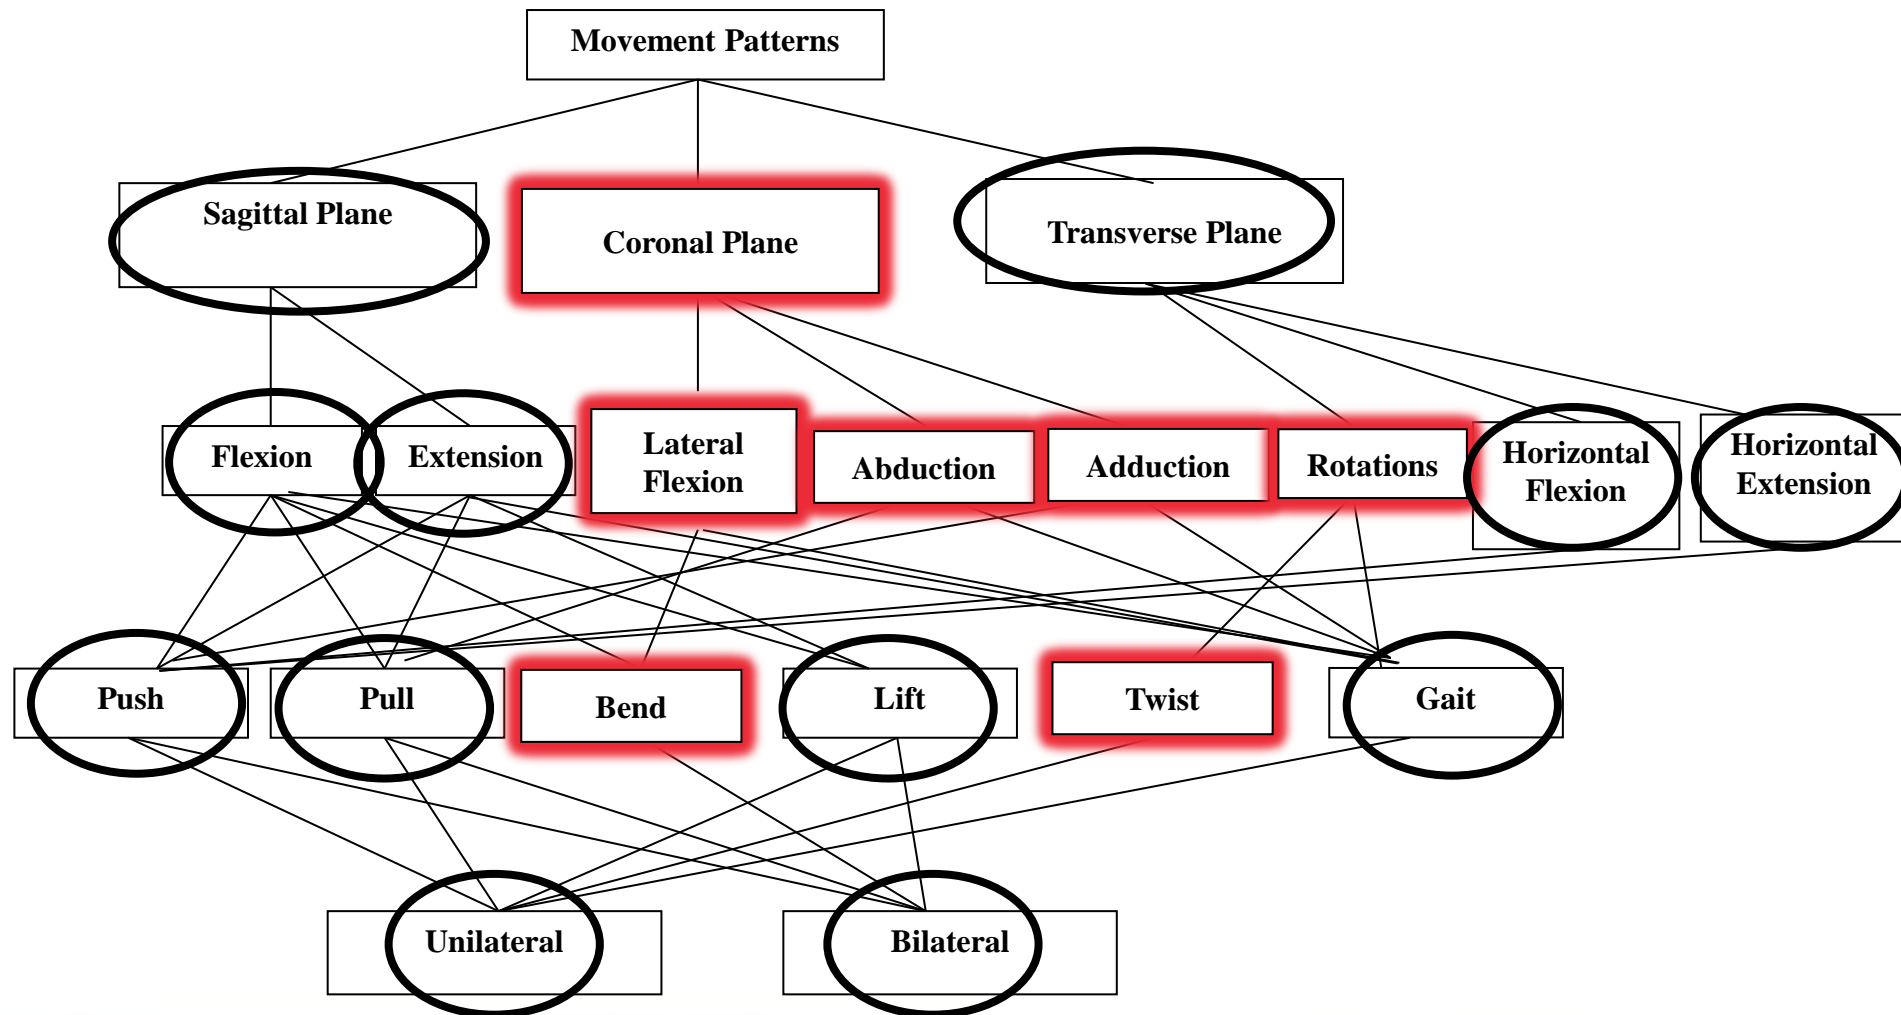 Movement Patterns
Sagittal Plane
Coronal Plane
Transverse Plane
Flexion
Extension
Lateral
Flexion
Abduction
Adduction
Rotations
Horizontal
Flexion
Horizontal
Extension
Push
Pull
Bend
Lift
Twist
Gait
Unilateral
Bilateral